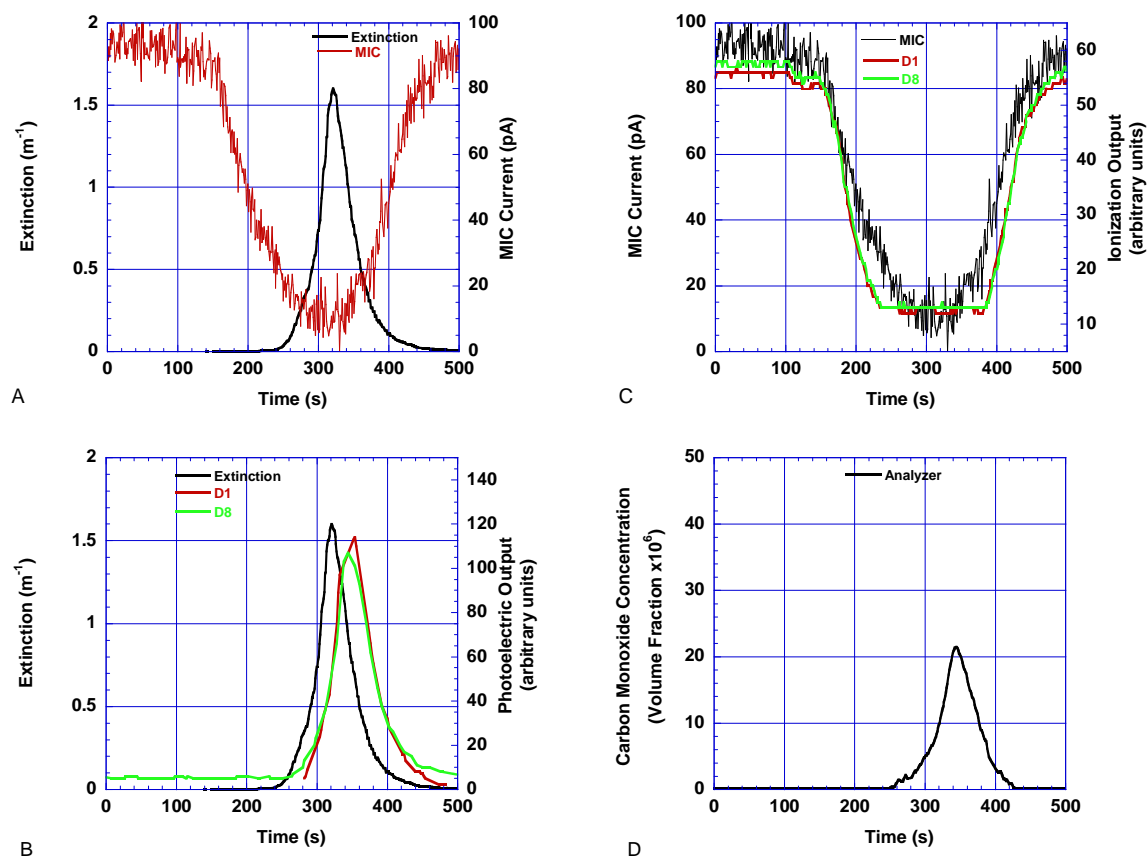 Extinction
MIC
Extinction (m⁻¹)
2
1.5
1
0.5
0
100
80
60
40
20
0
MIC Current (pA)
0 100 200 300 400 500
Time (s)
A
MIC
D1
D8
MIC Current (pA)
100
80
60
40
20
0
60
50
40
30
20
10
Ionization Output
(arbitrary units)
0 100 200 300 400 500
Time (s)
C
Extinction
D1
D8
Extinction (m⁻¹)
2
1.5
1
0.5
0
140
120
100
80
60
40
20
0
Photoelectric Output
(arbitrary units)
0 100 200 300 400 500
Time (s)
B
Analyzer
Carbon Monoxide Concentration
(Volume Fraction x10⁶)
50
40
30
20
10
0
0 100 200 300 400 500
Time (s)
D